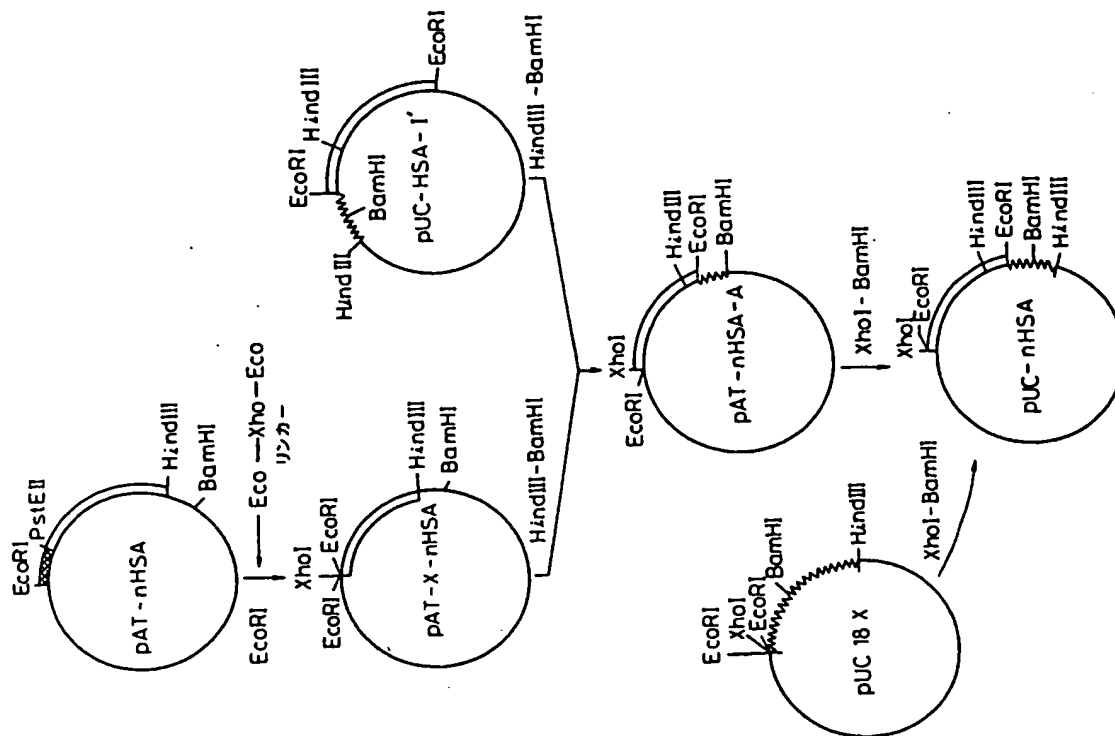 EcoRI
PstEII
HindIII
BamHI
pAT-nHSA
EcoRI
Eco—Xho—Eco
リンカー
XhoI
EcoRI
EcoRI
HindIII
BamHI
pAT-X-nHSA
HindIII-BamHI
EcoRI
HindIII
EcoRI
BamHI
HindIII
pUC-HSA-I'
HindIII-BamHI
XhoI
EcoRI
HindIII
EcoRI
BamHI
pAT-nHSA-A
XhoI-BamHI
EcoRI
XhoI
EcoRI
BamHI
HindIII
pUC 18 X
XhoI-BamHI
XhoI
EcoRI
HindIII
EcoRI
BamHI
HindIII
pUC-nHSA